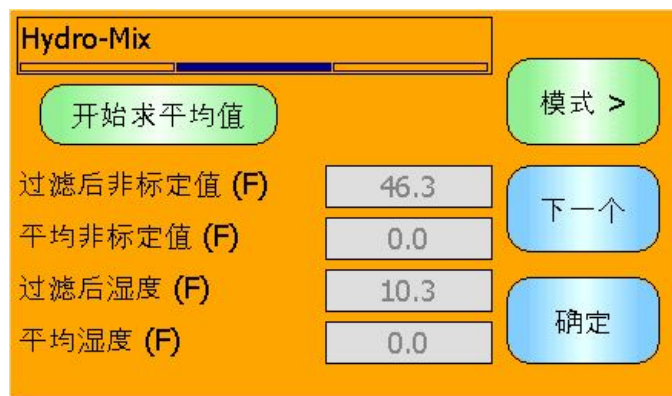 Hydro-Mix
开始求平均值
模式 >
过滤后非标定值 (F) 46.3
下一个
平均非标定值 (F) 0.0
过滤后湿度 (F) 10.3
确定
平均湿度 (F) 0.0